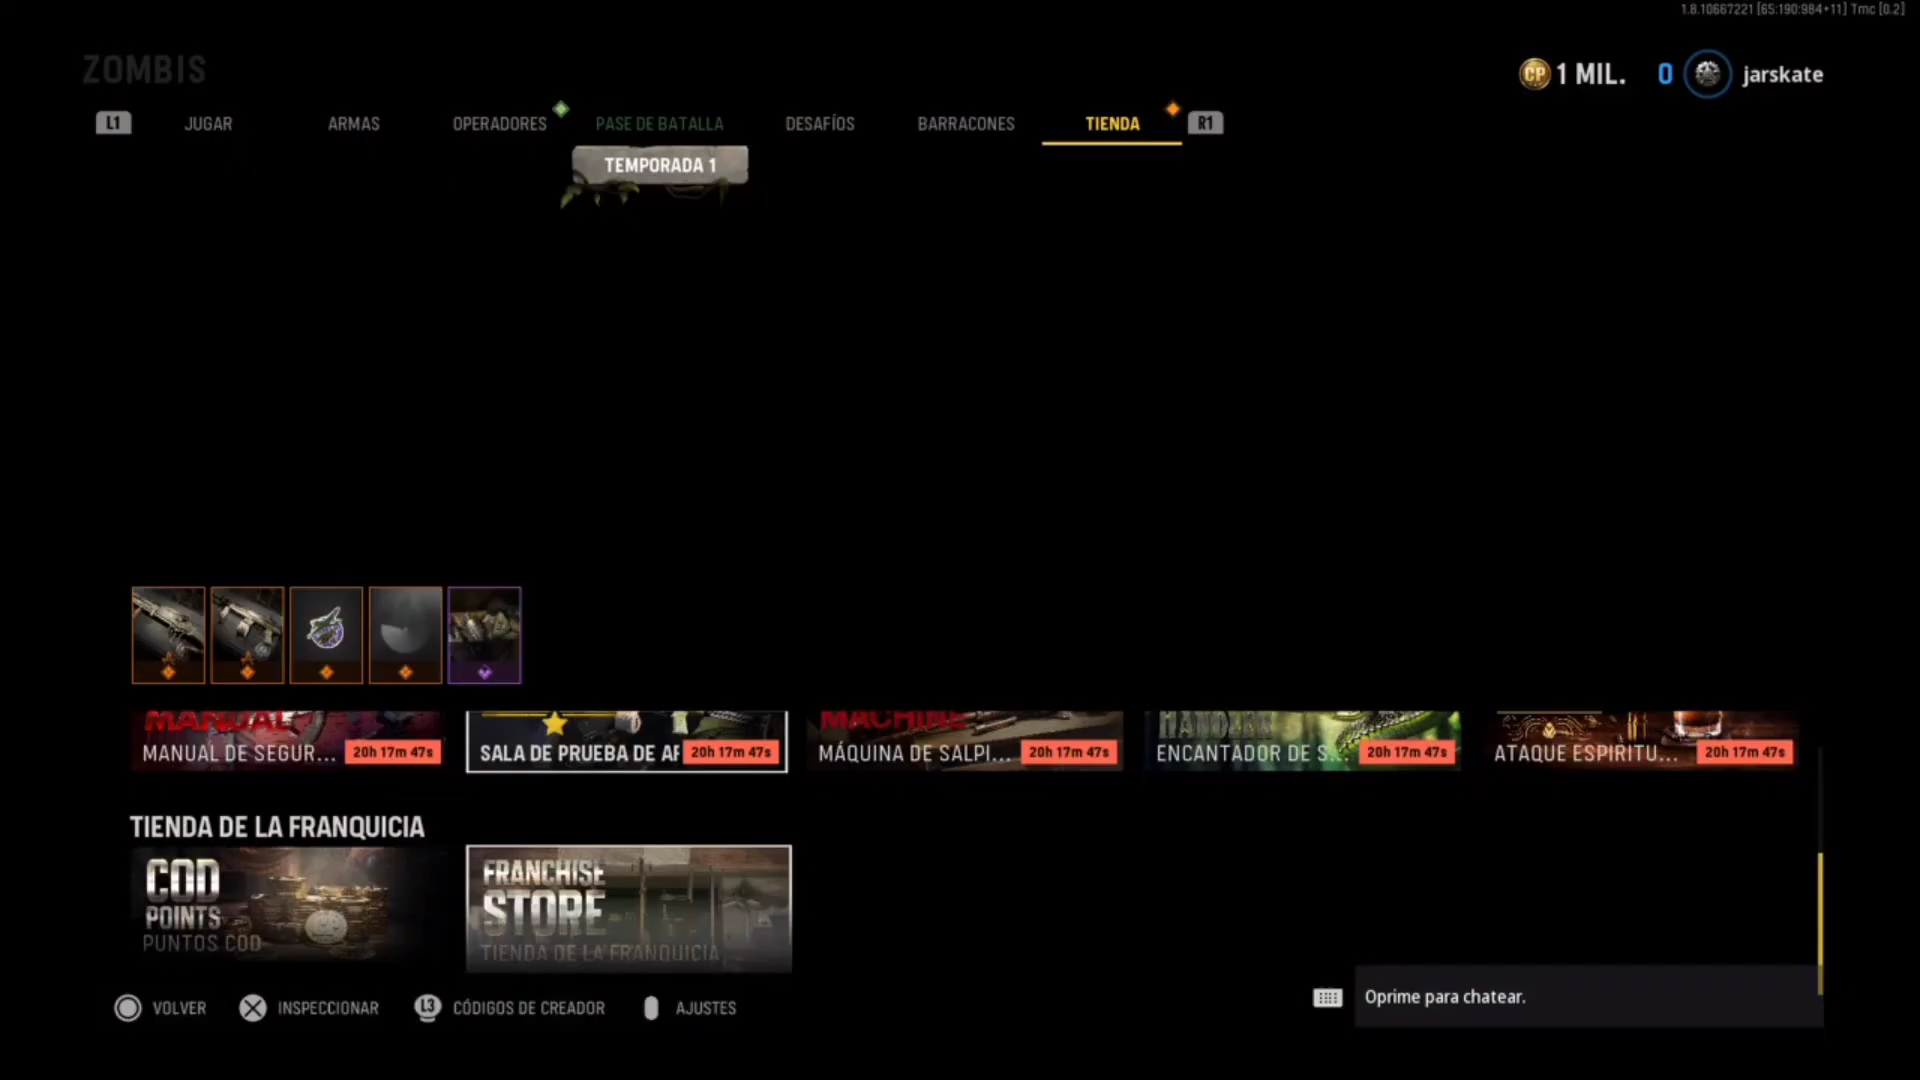 1.8.10667221 [65:190:984+11] Tmc [0.2]
ZOMBIS
CP 1 MIL. 0 jarskate
L1 JUGAR ARMAS OPERADORES PASE DE BATALLA DESAFÍOS BARRACONES TIENDA R1
TEMPORADA 1
MANUAL MACHINE
MANUAL DE SEGUR... 20h 17m 47s
SALA DE PRUEBA DE AF 20h 17m 47s
MÁQUINA DE SALPI... 20h 17m 47s
ENCANTADOR DE S... 20h 17m 47s
ATAQUE ESPIRITU... 20h 17m 47s
TIENDA DE LA FRANQUICIA
COD
POINTS
PUNTOS COD
FRANCHISE
STORE
TIENDA DE LA FRANQUICIA
VOLVER INSPECCIONAR L3 CÓDIGOS DE CREADOR AJUSTES
Oprime para chatear.